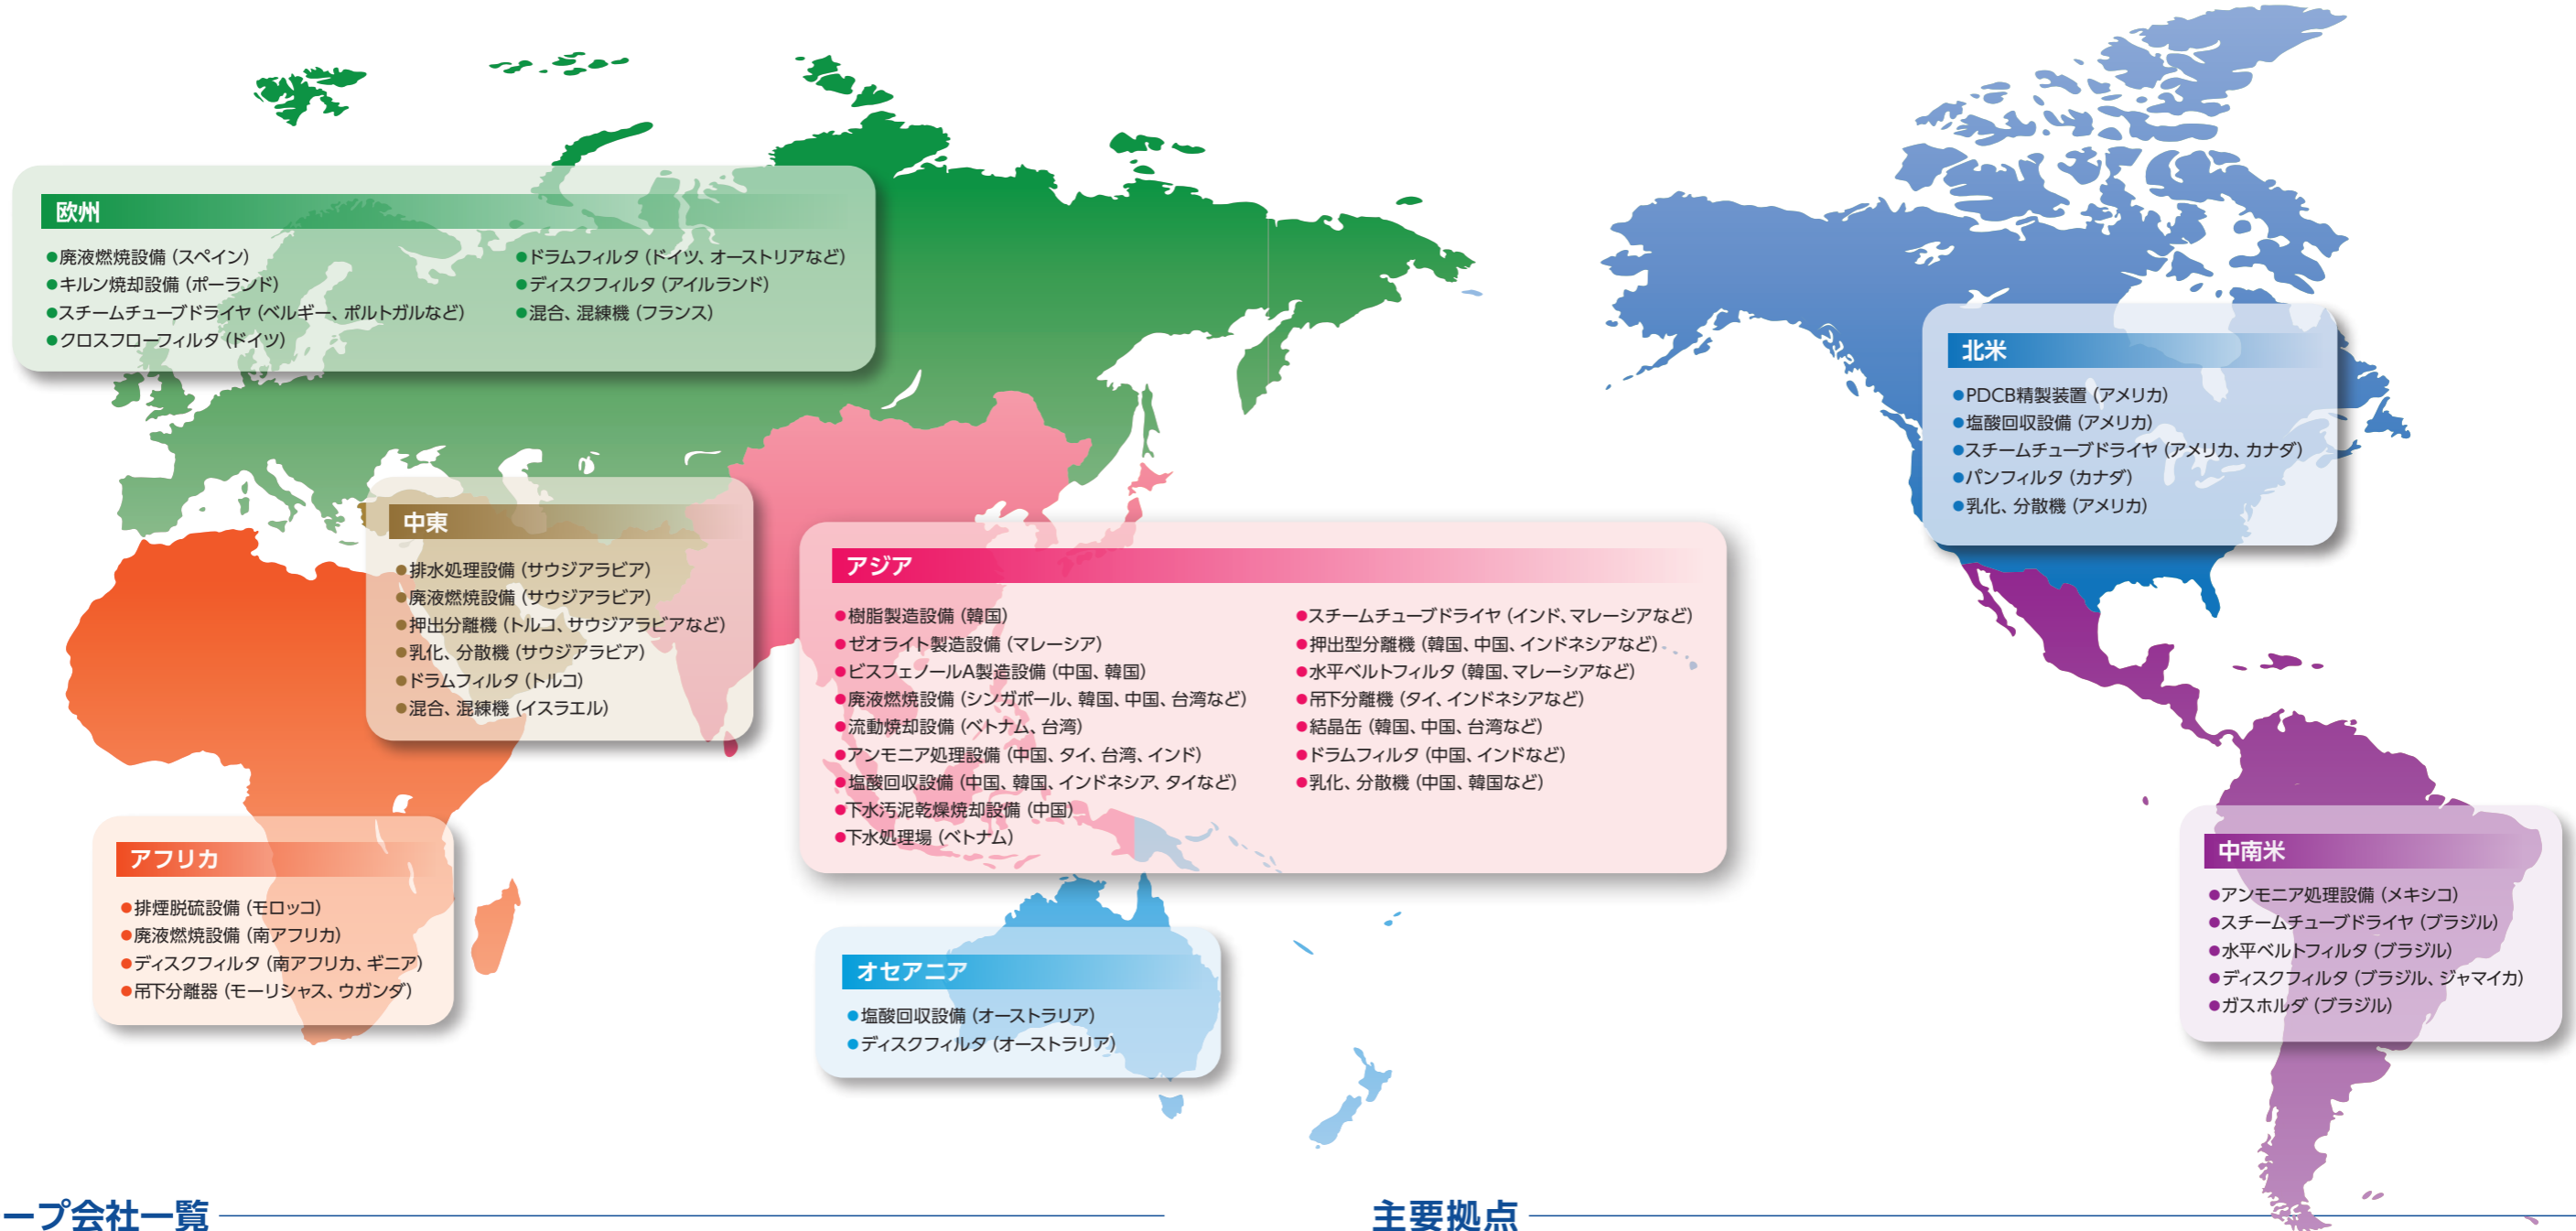 欧州
●廃液燃焼設備（スペイン）
●キルン焼却設備（ポーランド）
●スチームチューブドライヤ（ベルギー、ポルトガルなど）
●クロスフローフィルタ（ドイツ）
●ドラムフィルタ（ドイツ、オーストリアなど）
●ディスクフィルタ（アイルランド）
●混合、混練機（フランス）
中東
●排水処理設備（サウジアラビア）
●廃液燃焼設備（サウジアラビア）
●押出分離機（トルコ、サウジアラビアなど）
●乳化、分散機（サウジアラビア）
●ドラムフィルタ（トルコ）
●混合、混練機（イスラエル）
アフリカ
●排煙脱硫設備（モロッコ）
●廃液燃焼設備（南アフリカ）
●ディスクフィルタ（南アフリカ、ギニア）
●吊下分離器（モーリシャス、ウガンダ）
アジア
●樹脂製造設備（韓国）
●ゼオライト製造設備（マレーシア）
●ビスフェノールA製造設備（中国、韓国）
●廃液燃焼設備（シンガポール、韓国、中国、台湾など）
●流動焼却設備（ベトナム、台湾）
●アンモニア処理設備（中国、タイ、台湾、インド）
●塩酸回収設備（中国、韓国、インドネシア、タイなど）
●下水汚泥乾燥焼却設備（中国）
●下水処理場（ベトナム）
●スチームチューブドライヤ（インド、マレーシアなど）
●押出型分離機（韓国、中国、インドネシアなど）
●水平ベルトフィルタ（韓国、マレーシアなど）
●吊下分離機（タイ、インドネシアなど）
●結晶缶（韓国、中国、台湾など）
●ドラムフィルタ（中国、インドなど）
●乳化、分散機（中国、韓国など）
オセアニア
●塩酸回収設備（オーストラリア）
●ディスクフィルタ（オーストラリア）
北米
●PDCB精製装置（アメリカ）
●塩酸回収設備（アメリカ）
●スチームチューブドライヤ（アメリカ、カナダ）
●パンフィルタ（カナダ）
●乳化、分散機（アメリカ）
中南米
●アンモニア処理設備（メキシコ）
●スチームチューブドライヤ（ブラジル）
●水平ベルトフィルタ（ブラジル）
●ディスクフィルタ（ブラジル、ジャマイカ）
●ガスホルダ（ブラジル）
ープ会社一覧
主要拠点